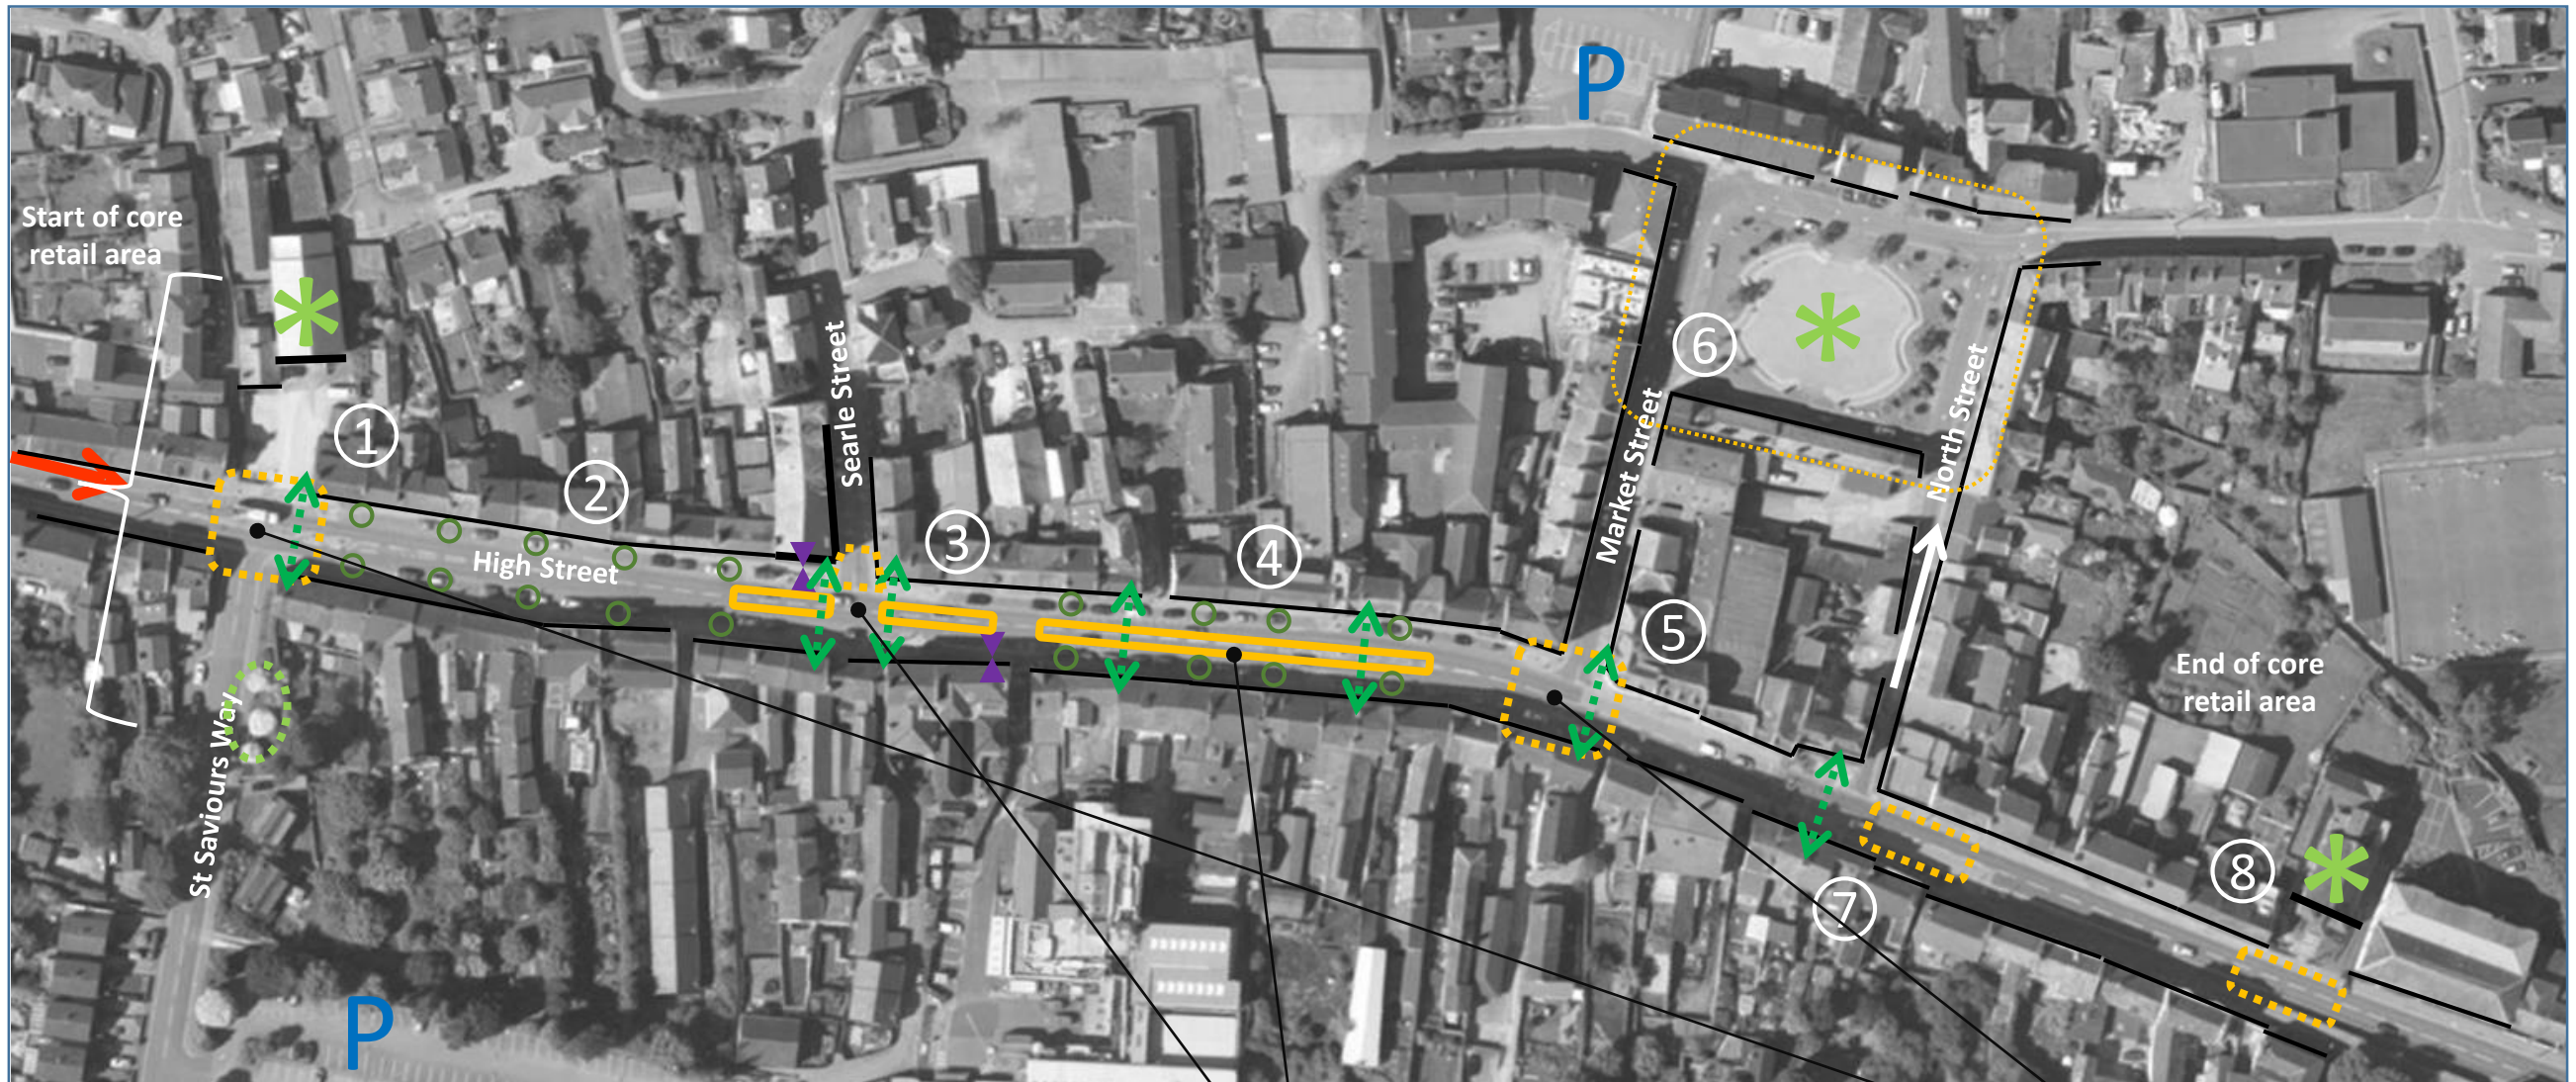 P
Start of core
retail area
1
2
Searle Street
3
4
High Street
Market Street
5
6
North Street
St Saviours Way
End of core
retail area
7
8
P